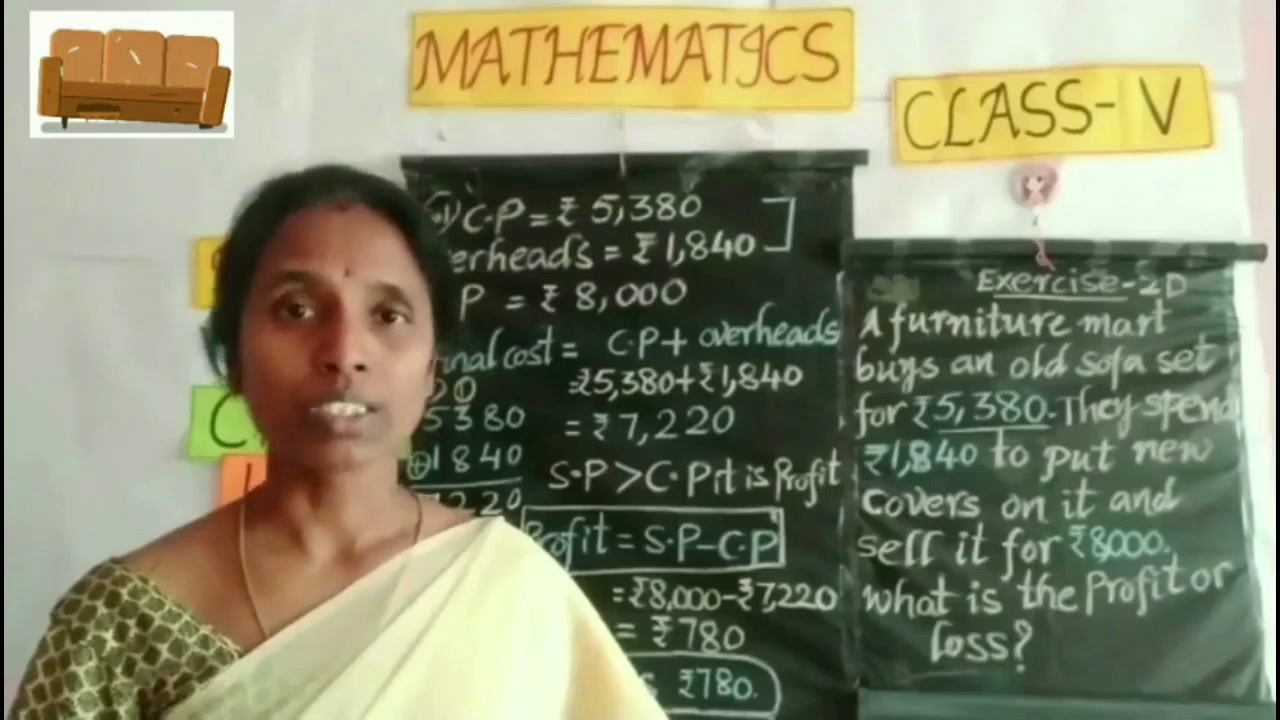 MATHEMATICS
CLASS-V
C.P = ₹ 5,380
erheads = ₹ 1,840
P = ₹ 8,000
inal cost = C.P + overheads
= ₹5,380+₹1,840
5380
= ₹7,220
⊕1840
S.P > C.P it is Profit
7220
Profit = S.P-C.P
= ₹8,000-₹7,220
= ₹780
₹780.
Exercise-2D
A furniture mart
buys an old sofa set
for ₹5,380. They spend
₹1,840 to put new
covers on it and
sell it for ₹8000.
what is the Profit or
loss?